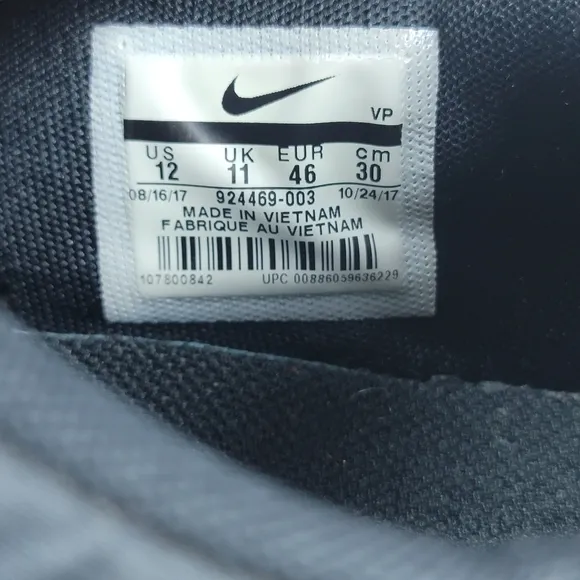 VP
US UK EUR cm
12 11 46 30
08/16/17 924469-003 10/24/17
MADE IN VIETNAM
FABRIQUE AU VIETNAM
107800842 UPC 00886059636229